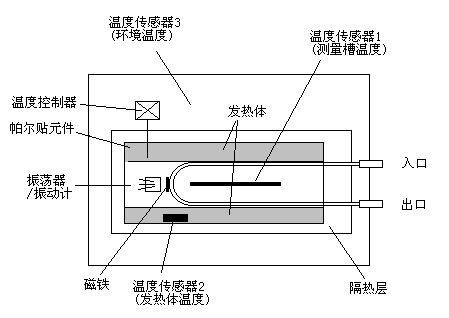 温度传感器3
(环境温度)
温度传感器1
(测量槽温度)
温度控制器
发热体
帕尔贴元件
入口
振荡器
/振动计
出口
磁铁
温度传感器2
(发热体温度)
隔热层